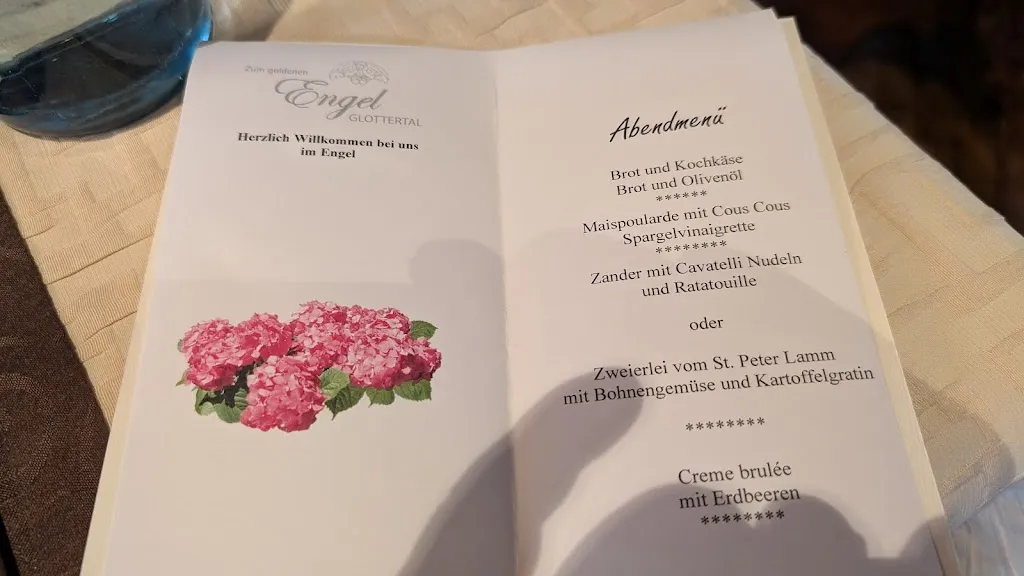 Zum goldenen
Engel
GLOTTERTAL
Herzlich Willkommen bei uns
im Engel
Abendmenü
Brot und Kochkäse
Brot und Olivenöl
******
Maispoularde mit Cous Cous
Spargelvinaigrette
********
Zander mit Cavatelli Nudeln
und Ratatouille
oder
Zweierlei vom St. Peter Lamm
mit Bohnengemüse und Kartoffelgratin
********
Creme brulée
mit Erdbeeren
********